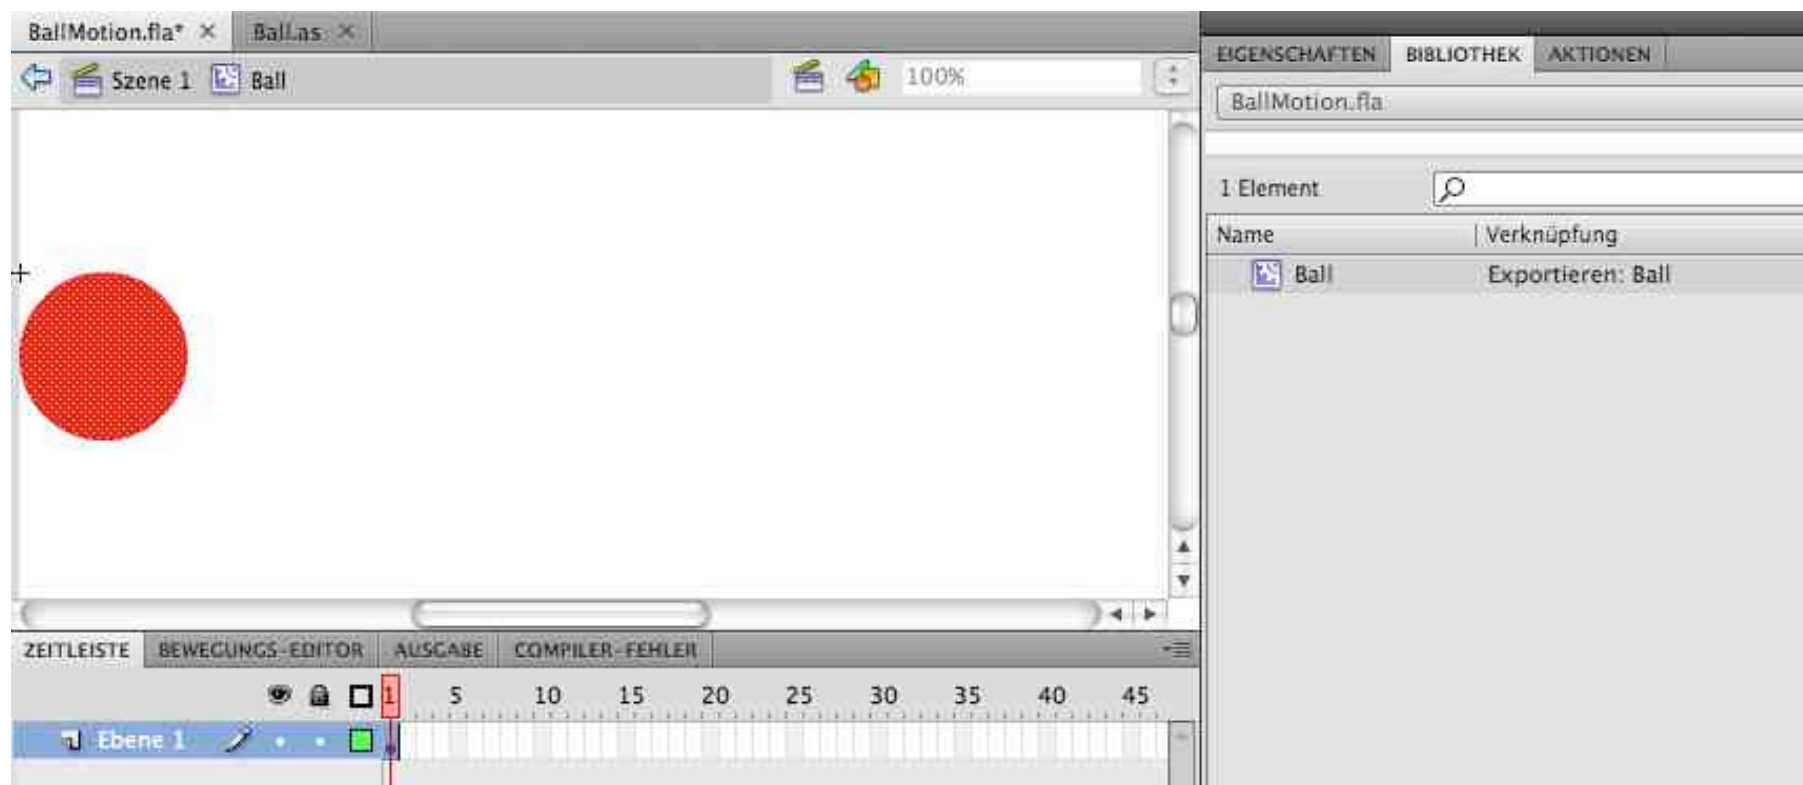 BallMotion.fla* × Ball.as ×
Szene 1 Ball 100%
EIGENSCHAFTEN BIBLIOTHEK AKTIONEN
BallMotion.fla
1 Element
Name Verknüpfung
Ball Exportieren: Ball
ZEITLEISTE BEWEGUNGS-EDITOR AUSGABE COMPILER-FEHLER
1 5 10 15 20 25 30 35 40 45
Ebene 1